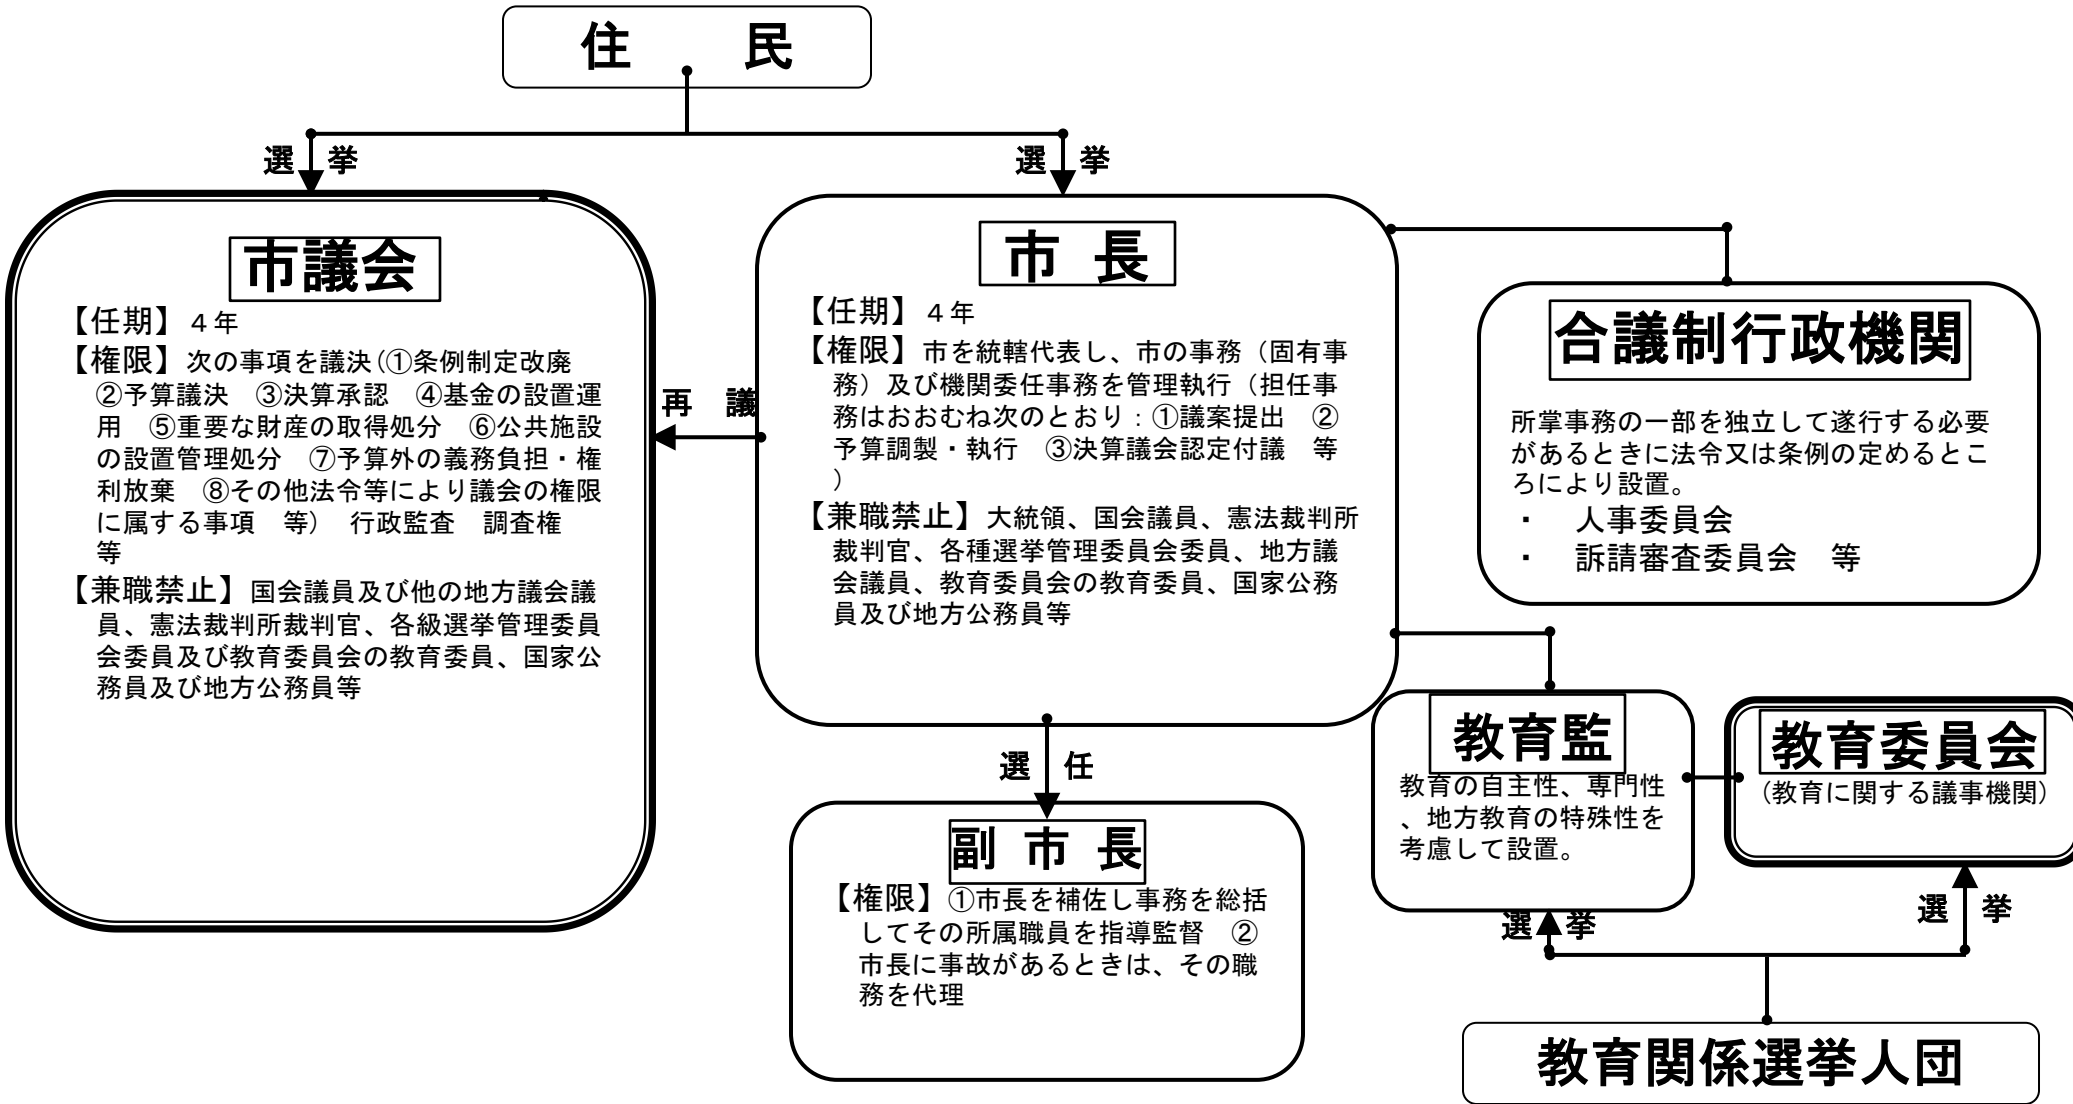 住　民
選 挙
選 挙
市議会
【任期】４年
【権限】次の事項を議決(①条例制定改廃
②予算議決　③決算承認　④基金の設置運
用　⑤重要な財産の取得処分　⑥公共施設
の設置管理処分　⑦予算外の義務負担・権
利放棄　⑧その他法令等により議会の権限
に属する事項　等)　行政監査　調査権
等
【兼職禁止】国会議員及び他の地方議会議
員、憲法裁判所裁判官、各級選挙管理委員
会委員及び教育委員会の教育委員、国家公
務員及び地方公務員等
再　議
市 長
【任期】４年
【権限】市を統轄代表し、市の事務（固有事
務）及び機関委任事務を管理執行（担任事
務はおおむね次のとおり：①議案提出　②
予算調製・執行　③決算議会認定付議　等
）
【兼職禁止】大統領、国会議員、憲法裁判所
裁判官、各種選挙管理委員会委員、地方議
会議員、教育委員会の教育委員、国家公務
員及び地方公務員等
合議制行政機関
所掌事務の一部を独立して遂行する必要
があるときに法令又は条例の定めるとこ
ろにより設置。
・　人事委員会
・　訴請審査委員会　等
選 任
副 市 長
【権限】①市長を補佐し事務を総括
してその所属職員を指導監督　②
市長に事故があるときは、その職
務を代理
教育監
教育の自主性、専門性
、地方教育の特殊性を
考慮して設置。
教育委員会
(教育に関する議事機関)
選 挙
選 挙
教育関係選挙人団